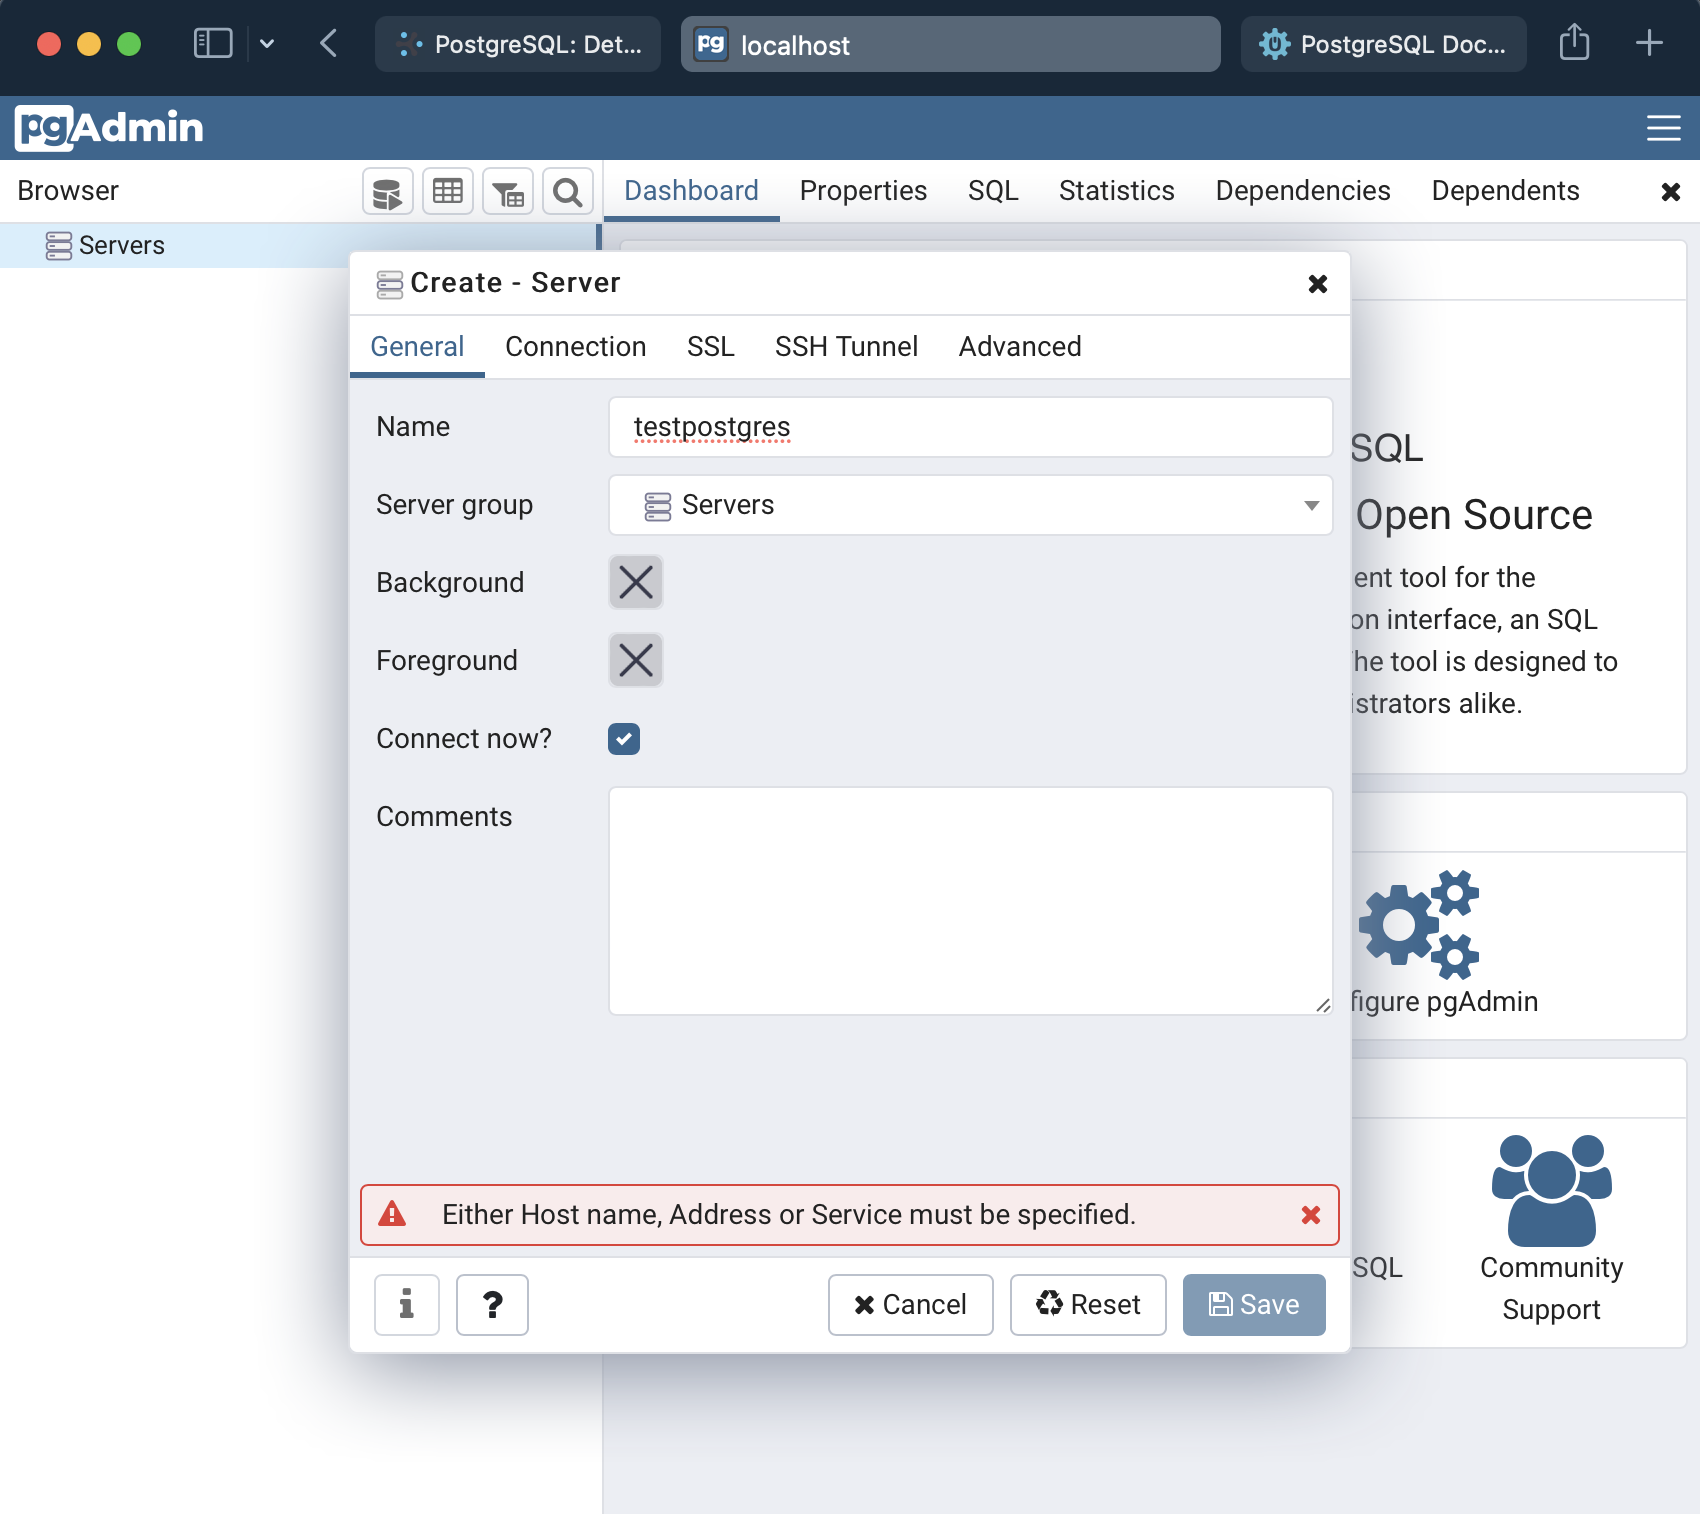 PostgreSQL: Det...
pg localhost
PostgreSQL Doc...
pgAdmin
Browser
Dashboard Properties SQL Statistics Dependencies Dependents
Servers
Create - Server
General Connection SSL SSH Tunnel Advanced
Name testpostgres
Server group Servers
Background
Foreground
Connect now?
Comments
SQL
Open Source
ent tool for the
on interface, an SQL
he tool is designed to
istrators alike.
figure pgAdmin
Either Host name, Address or Service must be specified.
i ? Cancel Reset Save
SQL
Community
Support